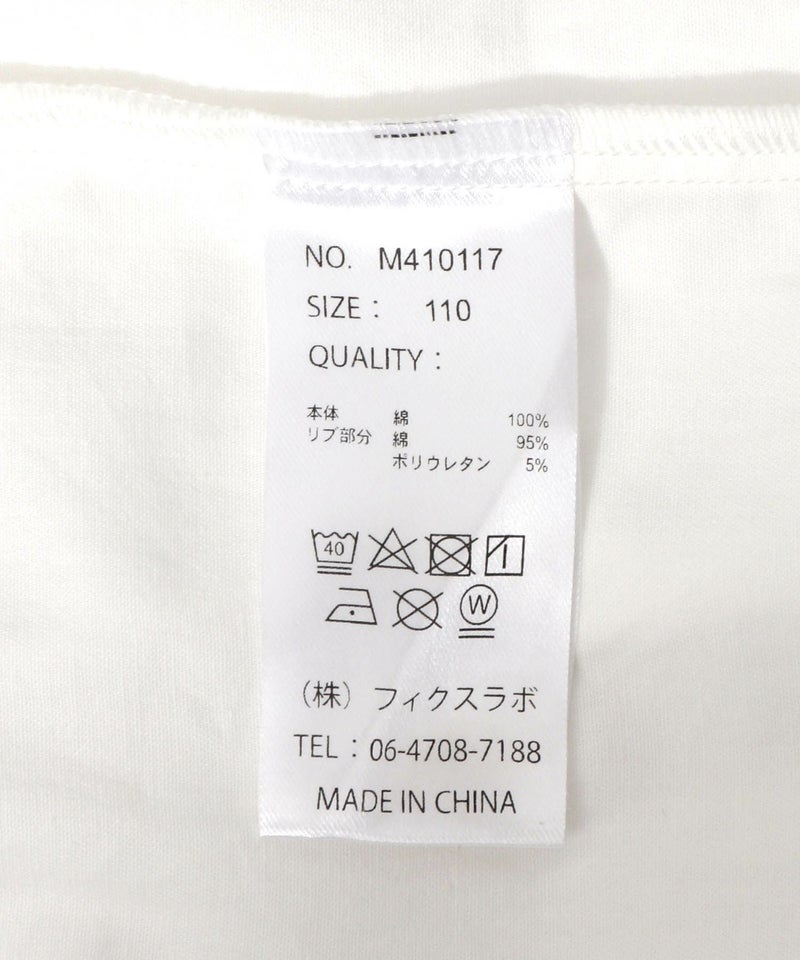 NO. M410117
SIZE： 110
QUALITY：
本体 綿 100%
リブ部分 綿 95%
ポリウレタン 5%
40
W
（株）フィクスラボ
TEL：06-4708-7188
MADE IN CHINA